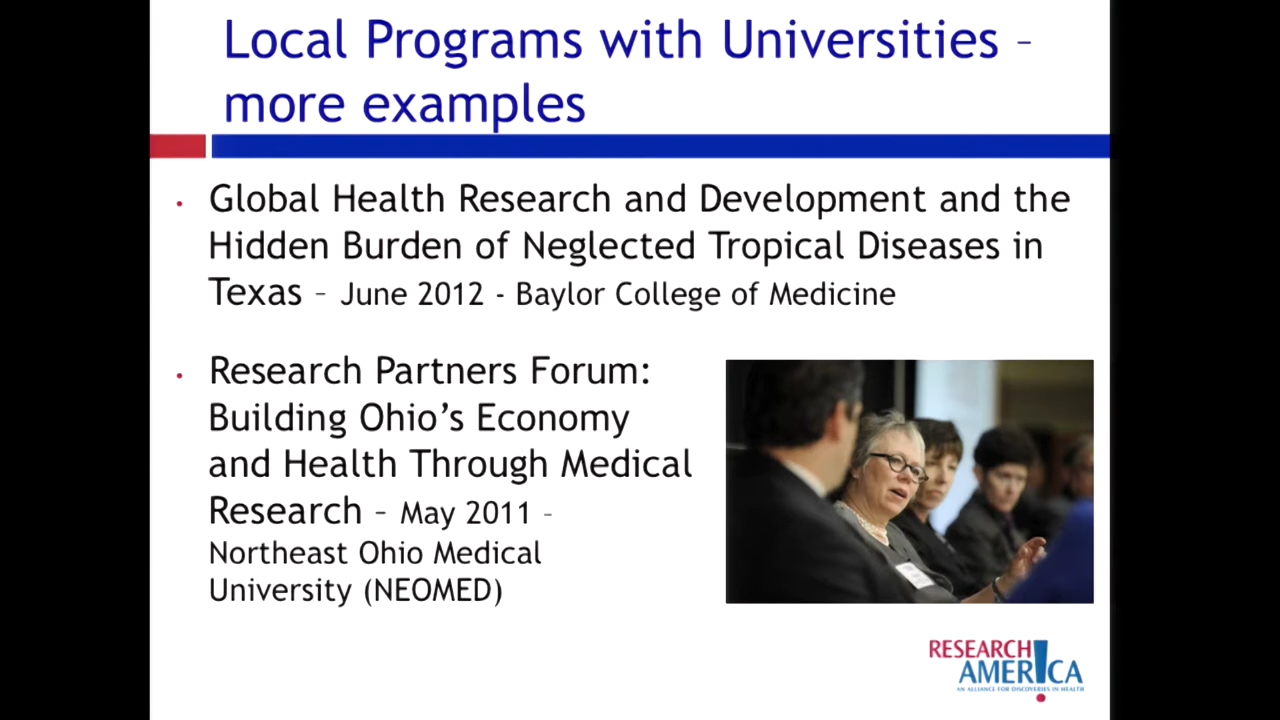 Local Programs with Universities –
more examples
• Global Health Research and Development and the
Hidden Burden of Neglected Tropical Diseases in
Texas – June 2012 - Baylor College of Medicine
• Research Partners Forum:
Building Ohio’s Economy
and Health Through Medical
Research – May 2011 –
Northeast Ohio Medical
University (NEOMED)
RESEARCH
AMER!CA
AN ALLIANCE FOR DISCOVERIES IN HEALTH